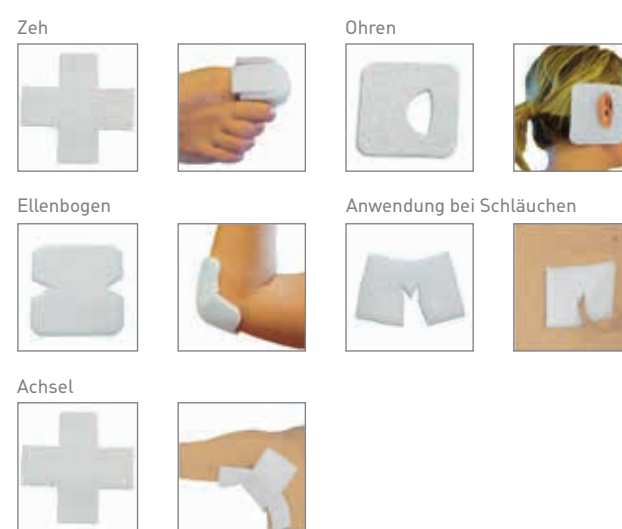 Zeh
Ohren
Ellenbogen
Anwendung bei Schläuchen
Achsel